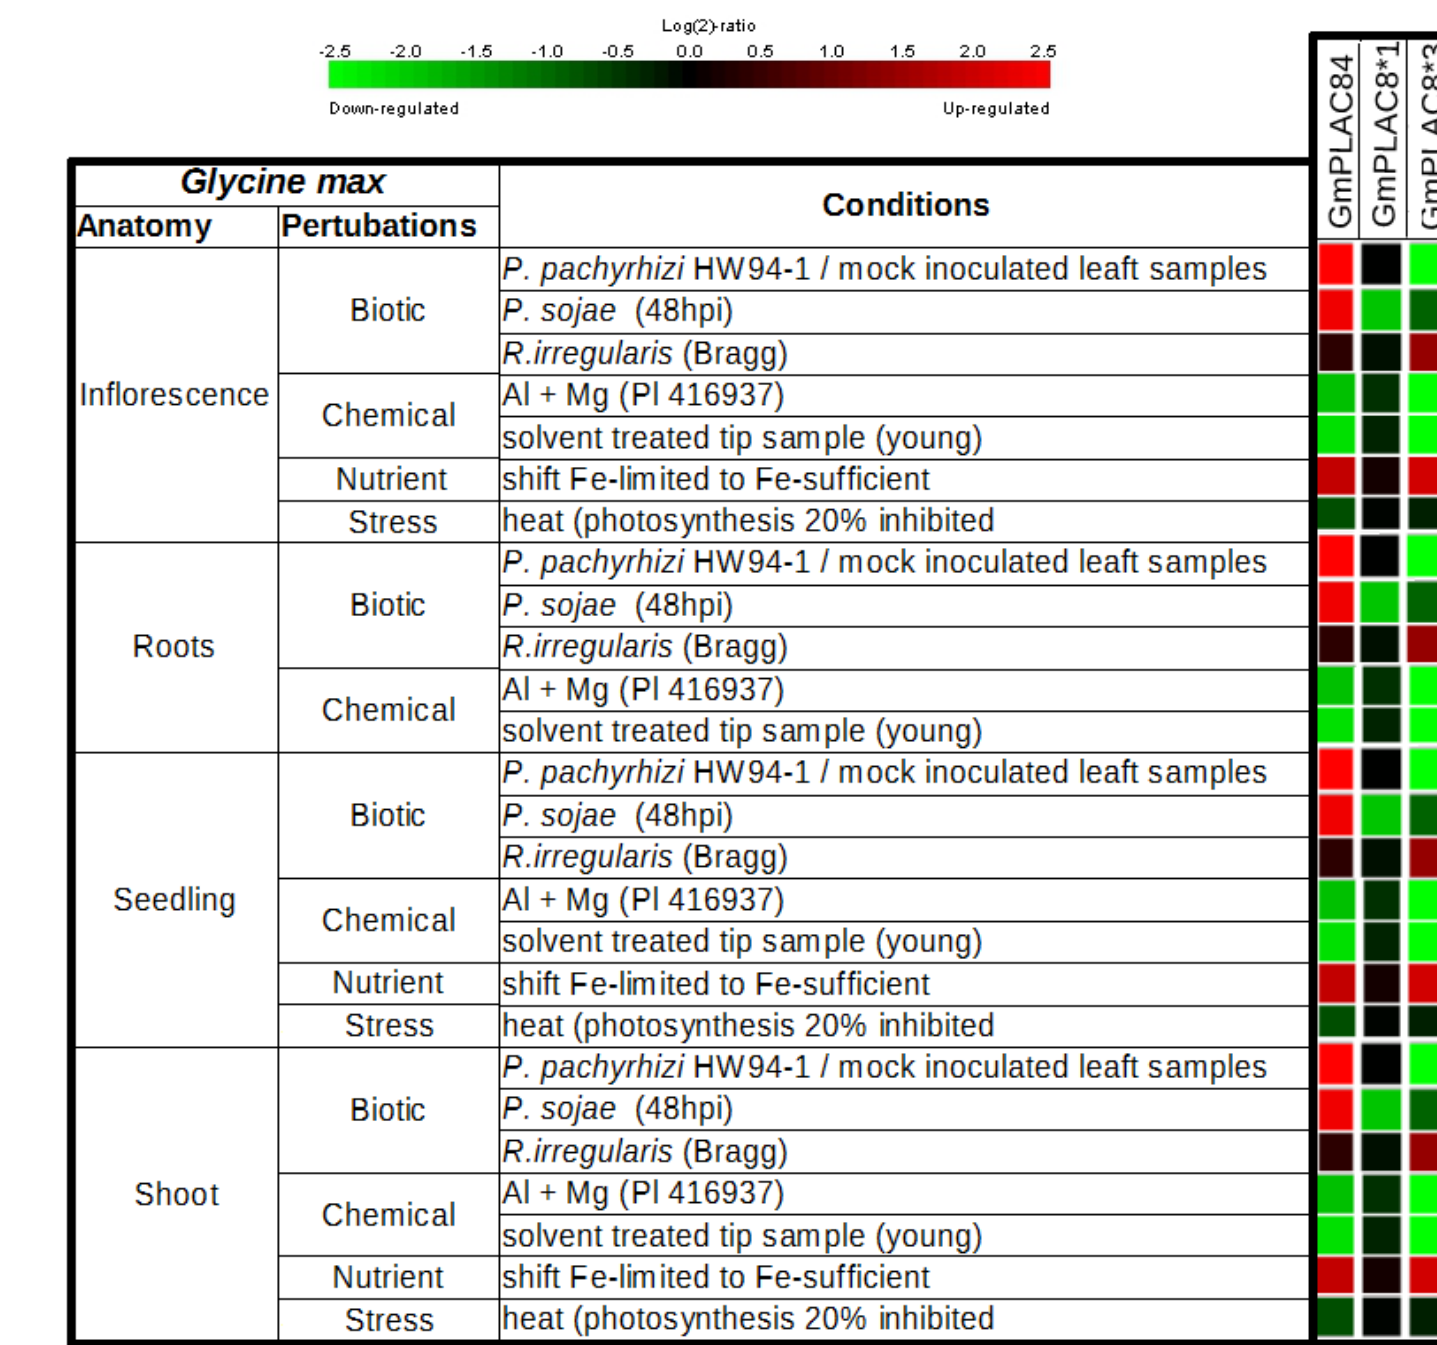 Log(2)-ratio
-2.5 -2.0 -1.5 -1.0 -0.5 0.0 0.5 1.0 1.5 2.0 2.5
Down-regulated Up-regulated
GmPLAC84
GmPLAC8*1
GmPLAC8*3
Glycine max
Anatomy Pertubations Conditions
Inflorescence
Biotic
P. pachyrhizi HW94-1 / mock inoculated leaft samples
P. sojae (48hpi)
R.irregularis (Bragg)
Chemical
Al + Mg (Pl 416937)
solvent treated tip sample (young)
Nutrient shift Fe-limited to Fe-sufficient
Stress heat (photosynthesis 20% inhibited
Roots
Biotic
P. pachyrhizi HW94-1 / mock inoculated leaft samples
P. sojae (48hpi)
R.irregularis (Bragg)
Chemical
Al + Mg (Pl 416937)
solvent treated tip sample (young)
Seedling
Biotic
P. pachyrhizi HW94-1 / mock inoculated leaft samples
P. sojae (48hpi)
R.irregularis (Bragg)
Chemical
Al + Mg (Pl 416937)
solvent treated tip sample (young)
Nutrient shift Fe-limited to Fe-sufficient
Stress heat (photosynthesis 20% inhibited
Shoot
Biotic
P. pachyrhizi HW94-1 / mock inoculated leaft samples
P. sojae (48hpi)
R.irregularis (Bragg)
Chemical
Al + Mg (Pl 416937)
solvent treated tip sample (young)
Nutrient shift Fe-limited to Fe-sufficient
Stress heat (photosynthesis 20% inhibited